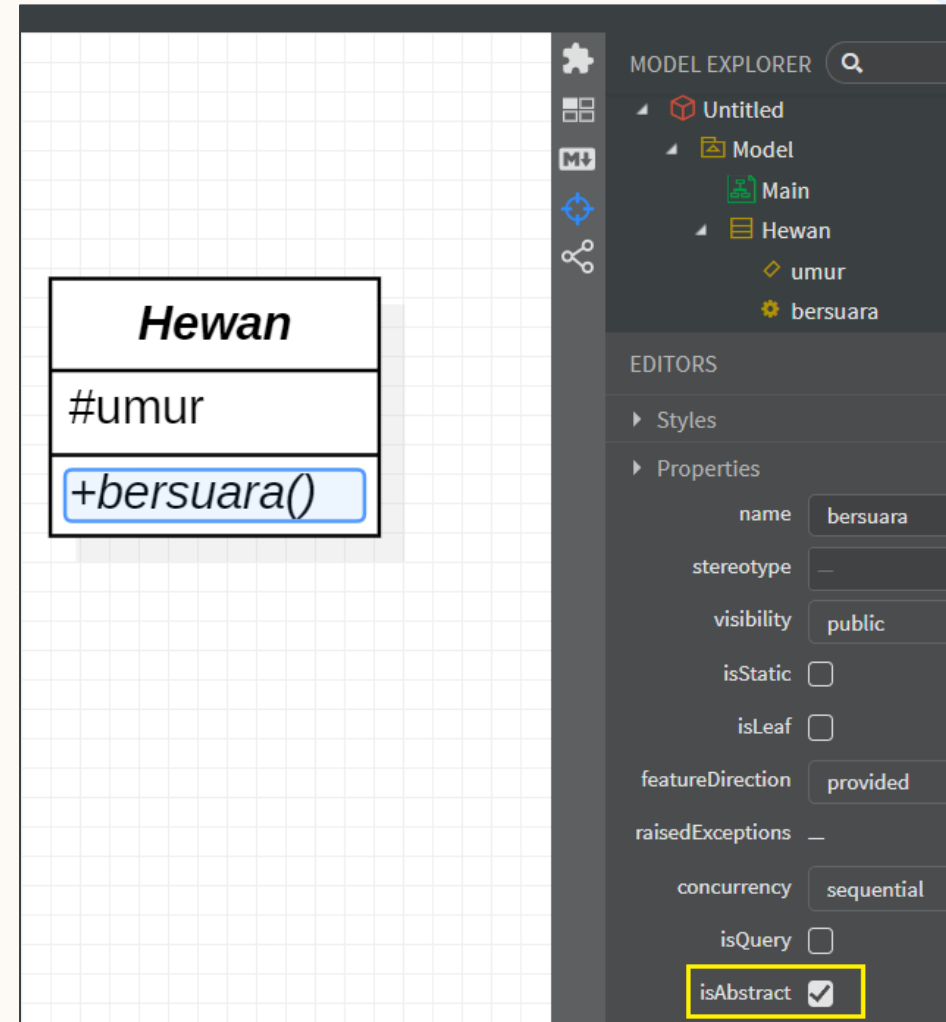 Hewan
#umur
+bersuara()
M
MODEL EXPLORER
Untitled
Model
Main
Hewan
umur
bersuara
EDITORS
Styles
Properties
name bersuara
stereotype —
visibility public
isStatic
isLeaf
featureDirection provided
raisedExceptions —
concurrency sequential
isQuery
isAbstract